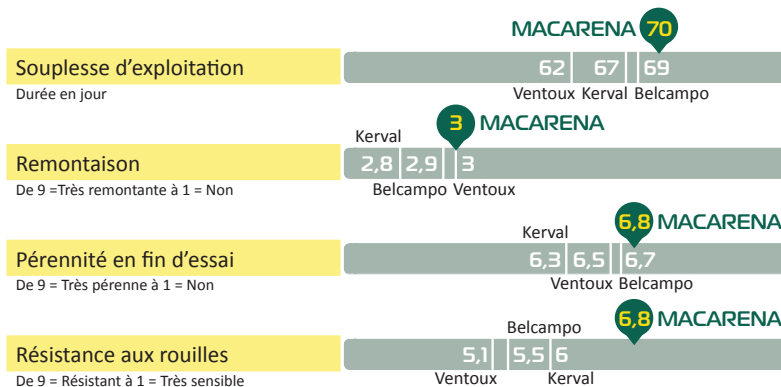 MACARENA 70
Souplesse d’exploitation
62 67 69
Durée en jour
Ventoux Kerval Belcampo
3 MACARENA
Kerval
Remontaison
2,8 2,9 3
De 9 =Très remontante à 1 = Non
Belcampo Ventoux
6,8 MACARENA
Kerval
Pérennité en fin d’essai
6,3 6,5 6,7
De 9 = Très pérenne à 1 = Non
Ventoux Belcampo
6,8 MACARENA
Belcampo
Résistance aux rouilles
5,1 5,5 6
De 9 = Résistant à 1 = Très sensible
Ventoux Kerval